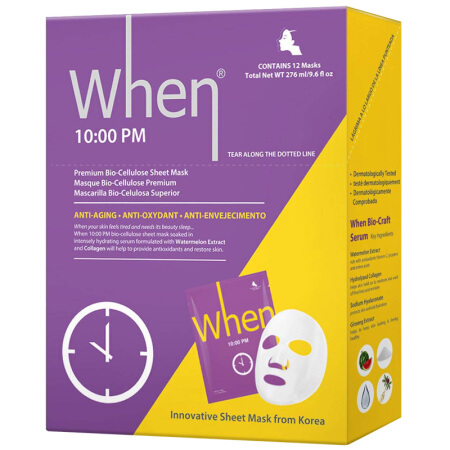 CONTAINS 12 Masks
Total Net WT 276 ml/9.6 fl oz
When®
10:00 PM
TEAR ALONG THE DOTTED LINE
Premium Bio-Cellulose Sheet Mask
Masque Bio-Cellulose Premium
Mascarilla Bio-Celulosa Superior
ANTI-AGING • ANTI-OXYDANT • ANTI-ENVEJECIMENTO
When your skin feels tired and needs its beauty sleep...
When 10:00 PM bio-cellulose sheet mask soaked in
intensely hydrating serum formulated with Watermelon Extract
and Collagen will help to provide antioxidants and restore skin.
When
10:00 PM
Innovative Sheet Mask from Korea
• Dermatologically Tested
• testé dermatologiquement
• Dermatológicamente
Comprobado
When Bio-Craft
Serum Key Ingredients
Watermelon Extract
Hydrolyzed Collagen
Sodium Hyaluronate
Ginseng Extract